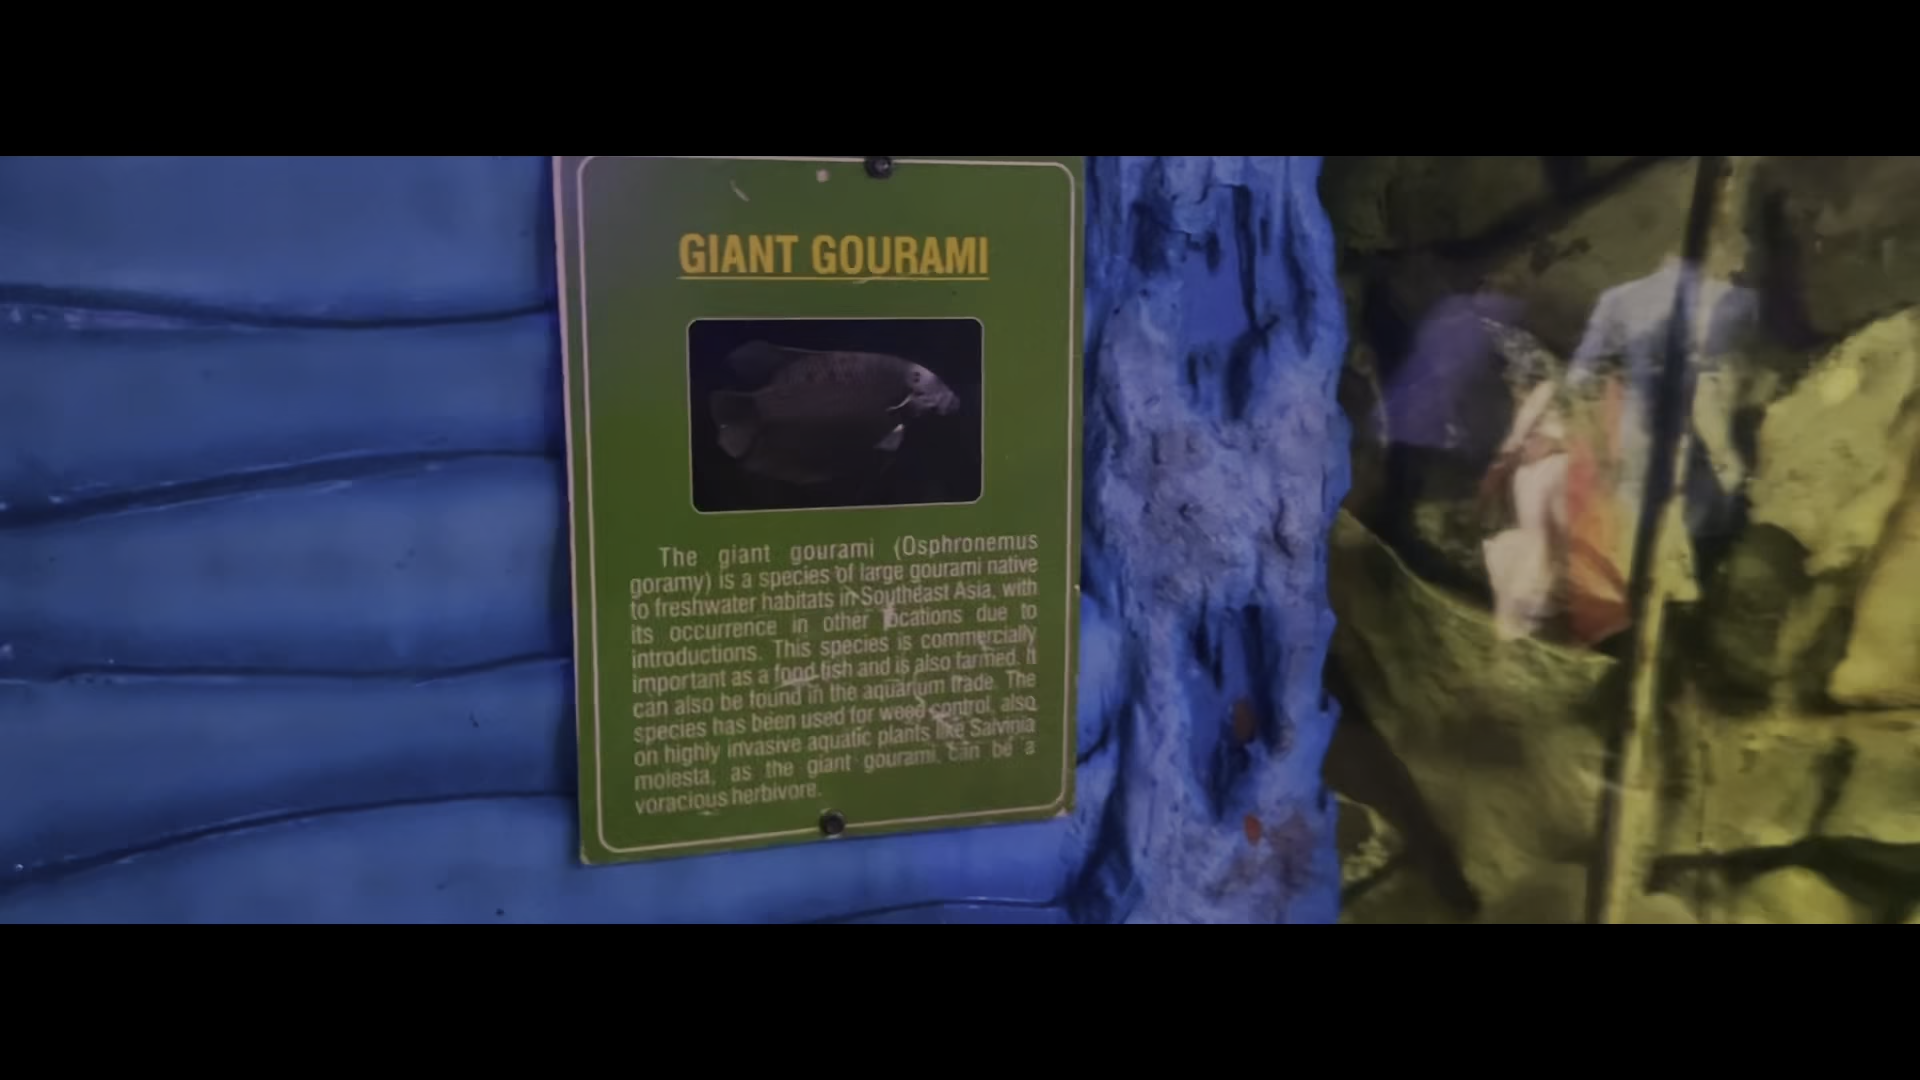 GIANT GOURAMI
The giant gourami (Osphronemus
goramy) is a species of large gourami native
to freshwater habitats in Southeast Asia, with
its occurrence in other locations due to
introductions. This species is commercially
important as a food fish and is also farmed. It
can also be found in the aquarium trade. The
species has been used for weed control, also
on highly invasive aquatic plants like Salvinia
molesta, as the giant gourami can be a
voracious herbivore.